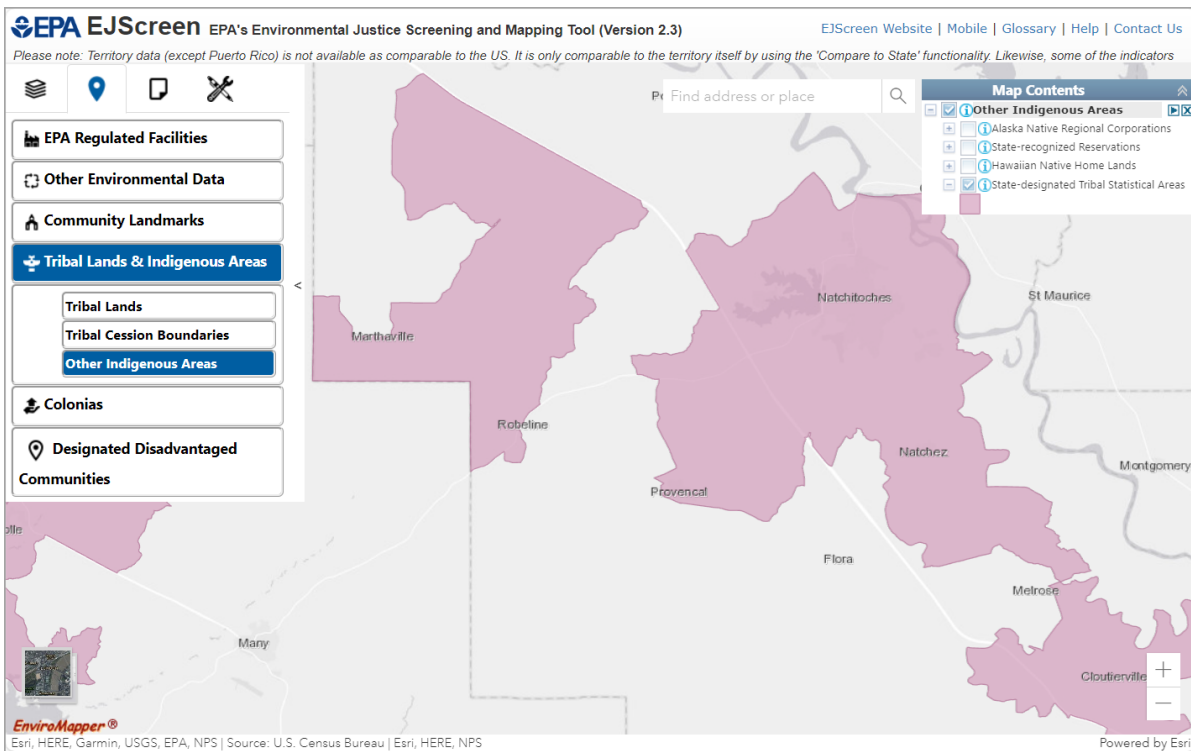 EPA EJScreen EPA's Environmental Justice Screening and Mapping Tool (Version 2.3)
EJScreen Website | Mobile | Glossary | Help | Contact Us
Please note: Territory data (except Puerto Rico) is not available as comparable to the US. It is only comparable to the territory itself by using the 'Compare to State' functionality. Likewise, some of the indicators
Find address or place
Map Contents
Other Indigenous Areas
Alaska Native Regional Corporations
State-recognized Reservations
Hawaiian Native Home Lands
State-designated Tribal Statistical Areas
EPA Regulated Facilities
Other Environmental Data
Community Landmarks
Tribal Lands & Indigenous Areas
<
Tribal Lands
Tribal Cession Boundaries
Other Indigenous Areas
Colonias
Designated Disadvantaged
Communities
Natchitoches
St Maurice
Marthaville
Robeline
Natchez
Montgomery
Provencal
Flora
Melrose
Many
Cloutierville
+
−
EnviroMapper ®
Esri, HERE, Garmin, USGS, EPA, NPS | Source: U.S. Census Bureau | Esri, HERE, NPS
Powered by Esri